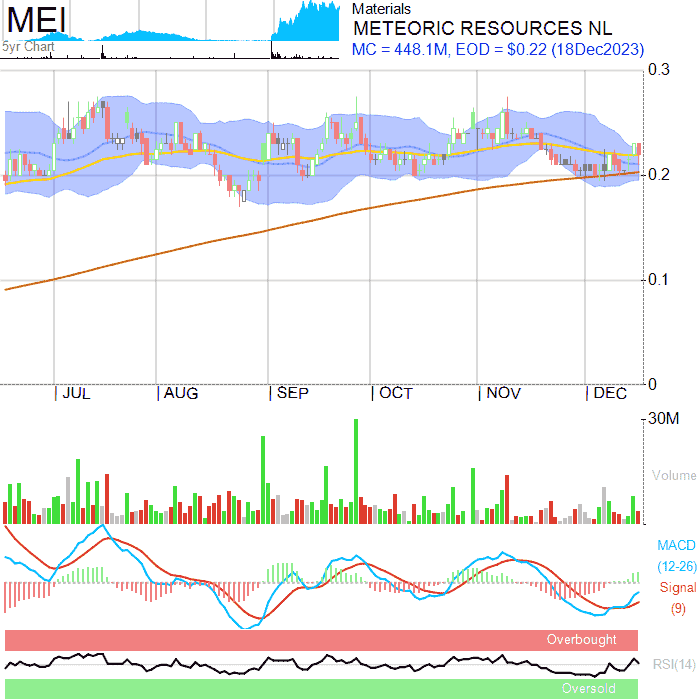 MEI
5yr Chart
Materials
METEORIC RESOURCES NL
MC = 448.1M, EOD = $0.22 (18Dec2023)
0.3
0.2
0.1
0
JUL AUG SEP OCT NOV DEC
30M
Volume
MACD
(12-26)
Signal
(9)
Overbought
RSI(14)
Oversold